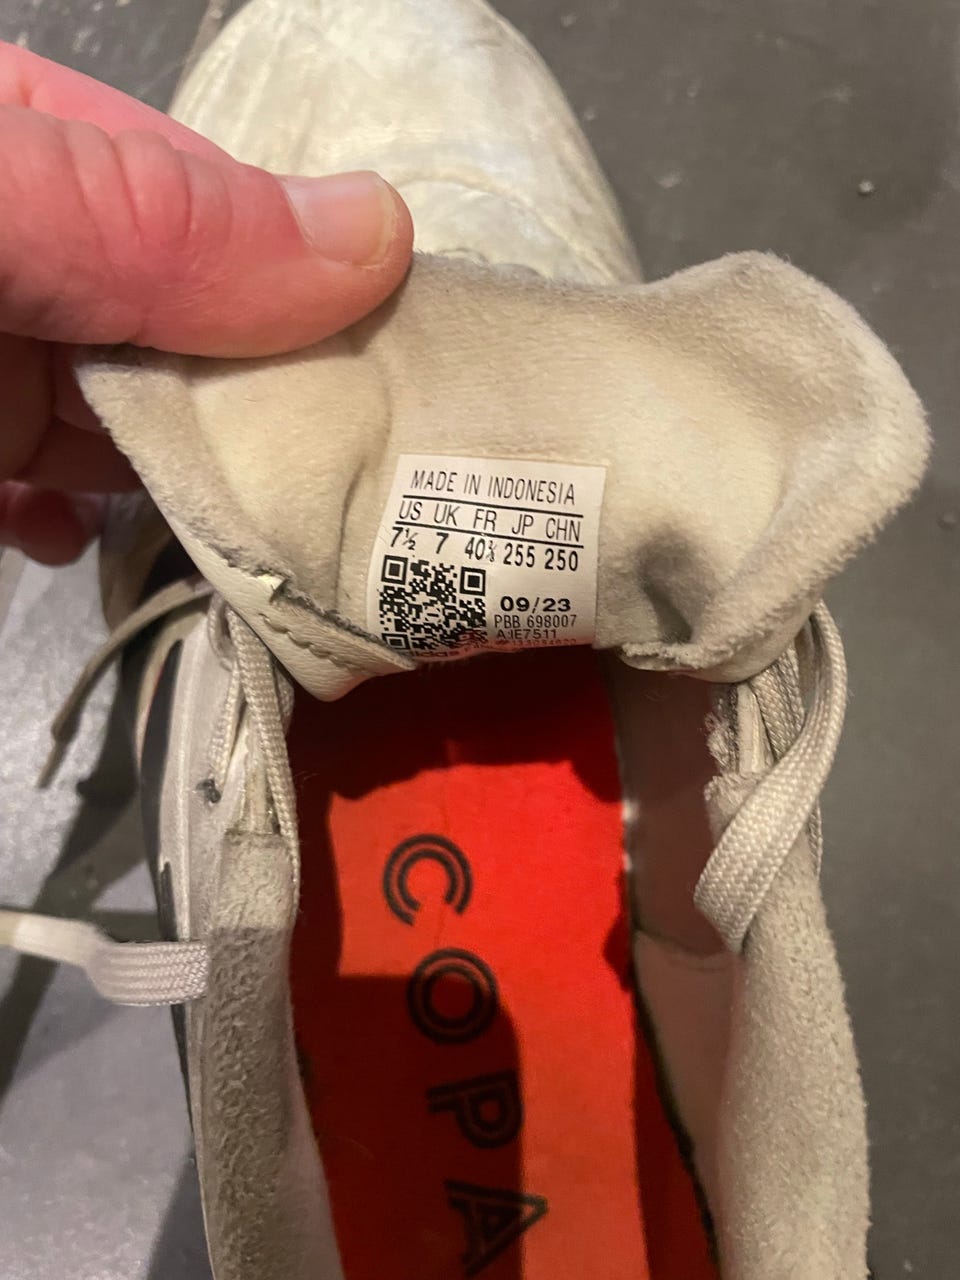 MADE IN INDONESIA
US UK FR JP CHN
7½ 7 40⅔ 255 250
09/23
PBB 698007
COPA